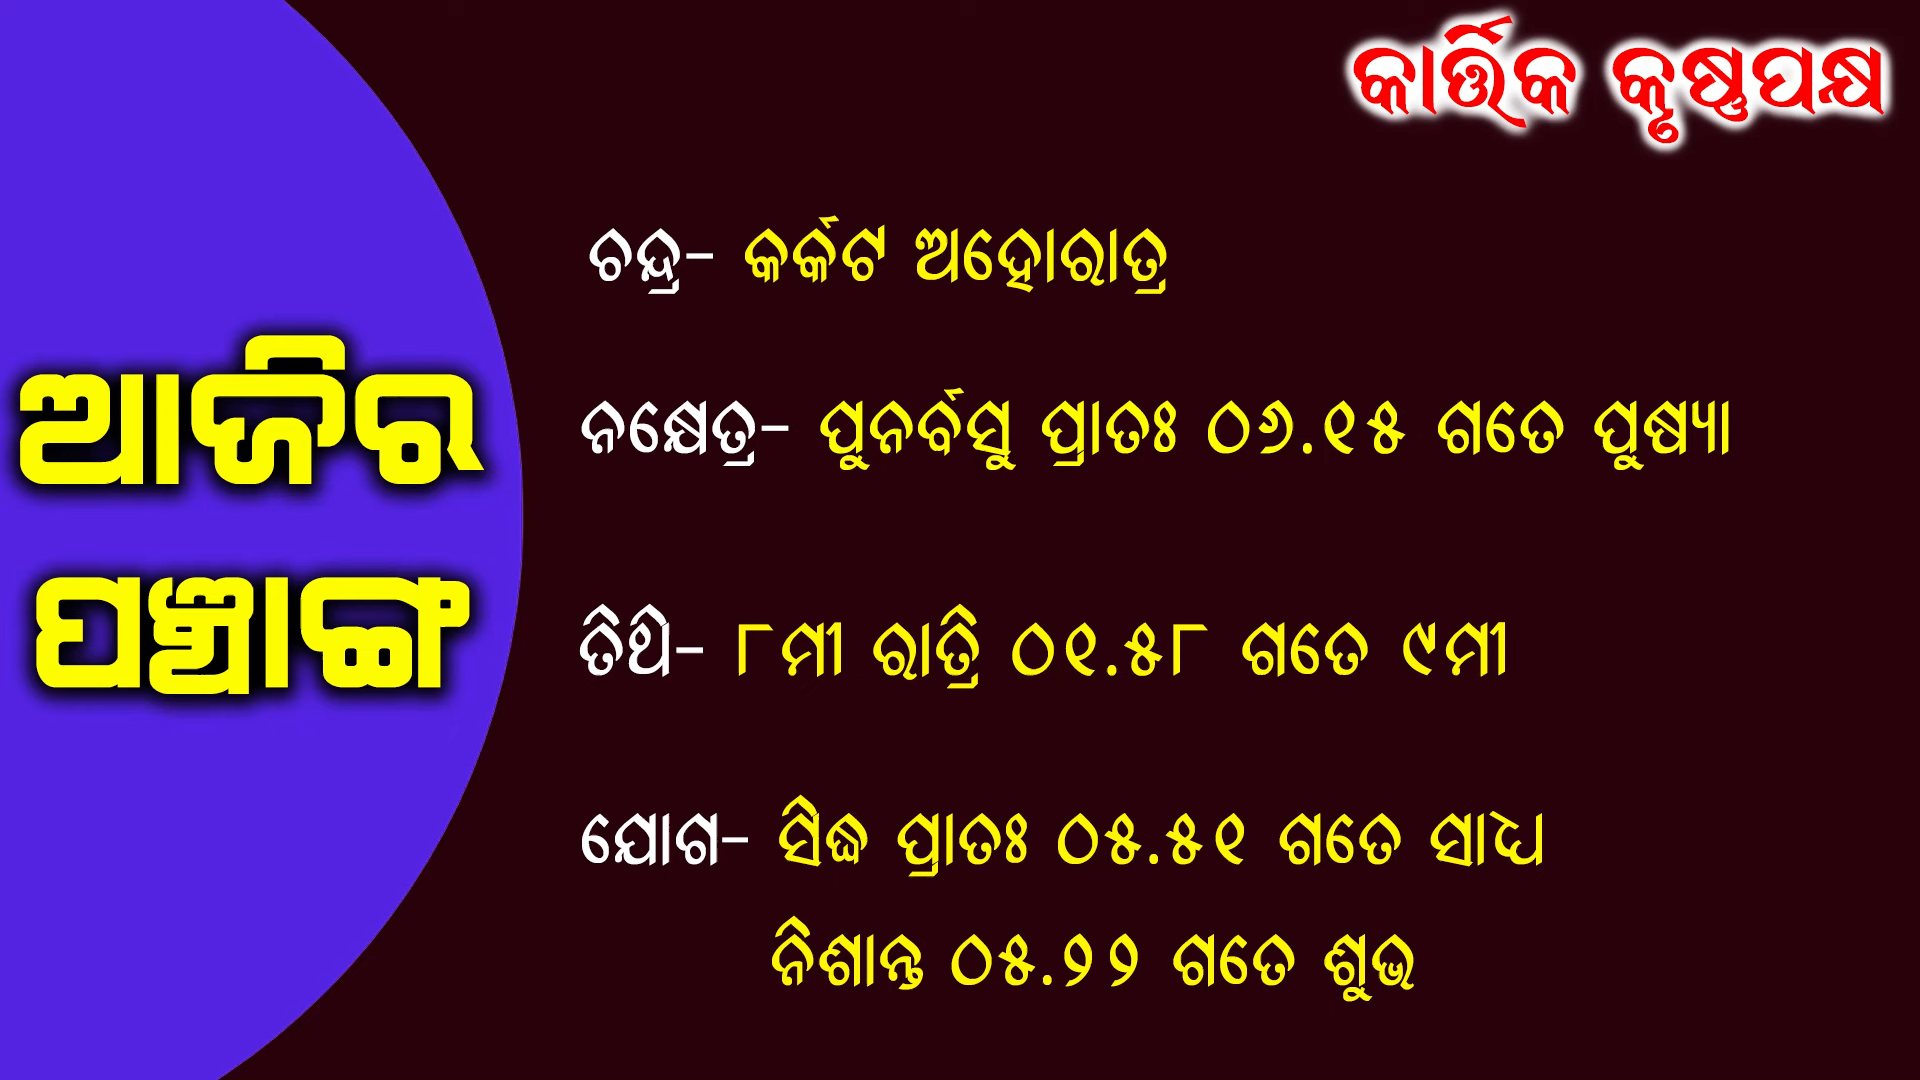 କାର୍ତ୍ତିକ କୃଷ୍ଣପକ୍ଷ
ଆଜିର
ପଞ୍ଚାଙ୍ଗ
ଚନ୍ଦ୍ର- କର୍କଟ ଅହୋରାତ୍ର
ନକ୍ଷେତ୍ର- ପୁନର୍ବସୁ ପ୍ରାତଃ ୦୬.୧୫ ଗତେ ପୁଷ୍ୟା
ତିଥି- ୮ମୀ ରାତ୍ରି ୦୧.୫୮ ଗତେ ୯ମୀ
ଯୋଗ- ସିଦ୍ଧ ପ୍ରାତଃ ୦୫.୫୧ ଗତେ ସାଧ୍ୟ
ନିଶାନ୍ତ ୦୫.୨୨ ଗତେ ଶୁଭ